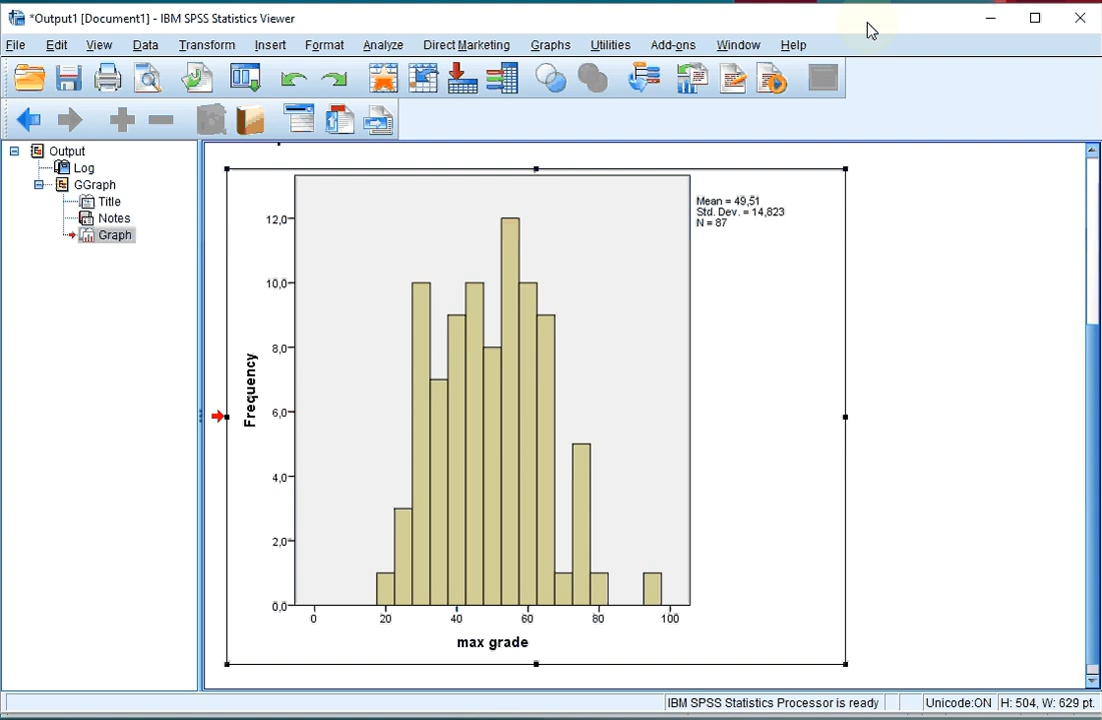 *Output1 [Document1] - IBM SPSS Statistics Viewer
File Edit View Data Transform Insert Format Analyze Direct Marketing Graphs Utilities Add-ons Window Help
Output
Log
GGraph
Title
Notes
Graph
Mean = 49,51
Std. Dev. = 14,823
N = 87
12,0
10,0
8,0
6,0
4,0
2,0
0,0
Frequency
0 20 40 60 80 100
max grade
IBM SPSS Statistics Processor is ready Unicode:ON H: 504, W: 629 pt.